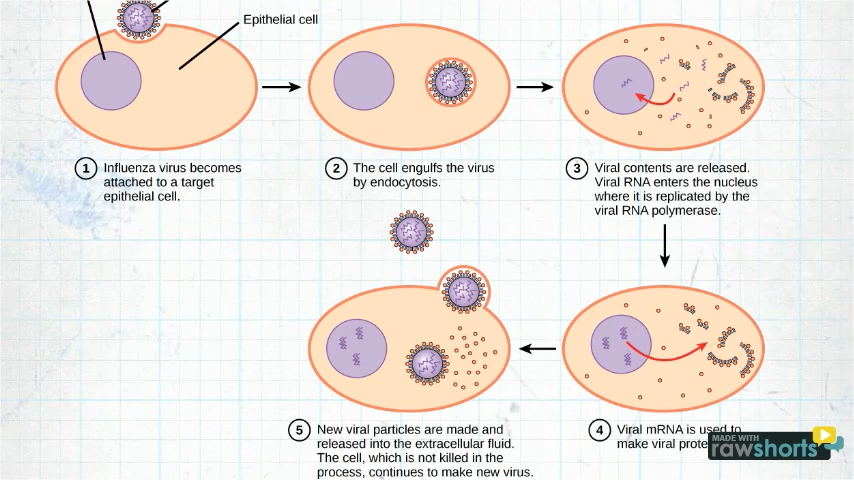 Epithelial cell
1 Influenza virus becomes
attached to a target
epithelial cell.
2 The cell engulfs the virus
by endocytosis.
3 Viral contents are released.
Viral RNA enters the nucleus
where it is replicated by the
viral RNA polymerase.
5 New viral particles are made and
released into the extracellular fluid.
The cell, which is not killed in the
process, continues to make new virus.
4 Viral mRNA is used to
make viral prote
MADE WITH
rawshorts